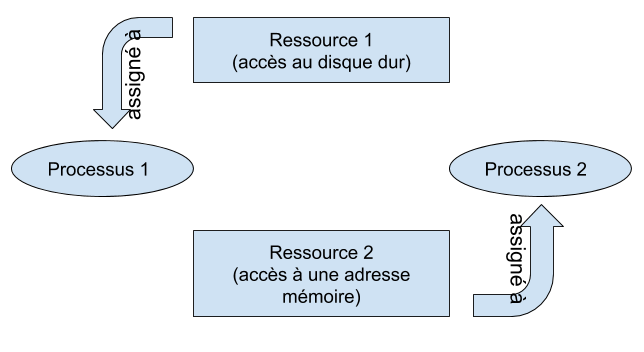 assigné à
Ressource 1
(accès au disque dur)
Processus 1
Processus 2
Ressource 2
(accès à une adresse
mémoire)
assigné à